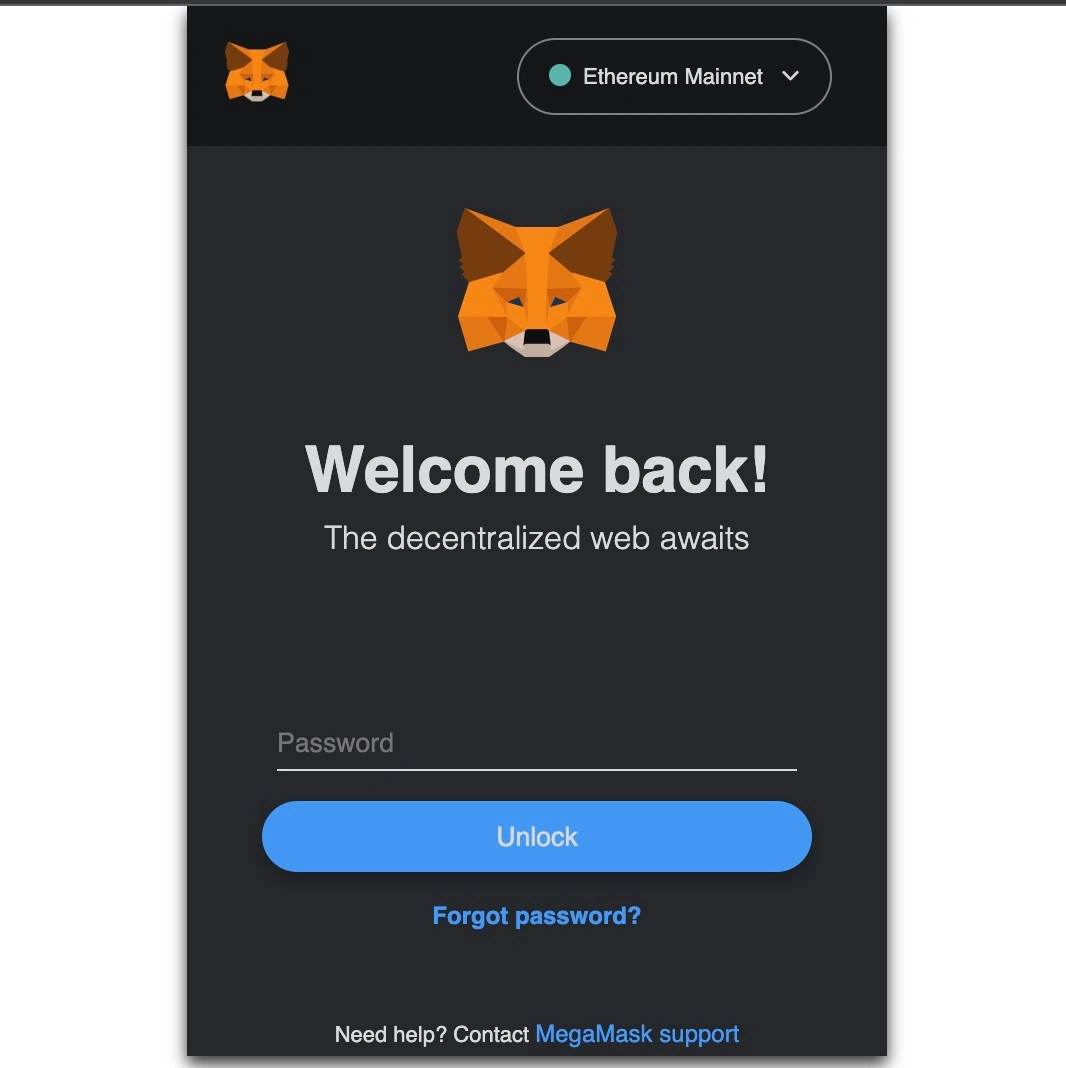 Ethereum Mainnet
Welcome back!
The decentralized web awaits
Password
Unlock
Forgot password?
Need help? Contact MegaMask support